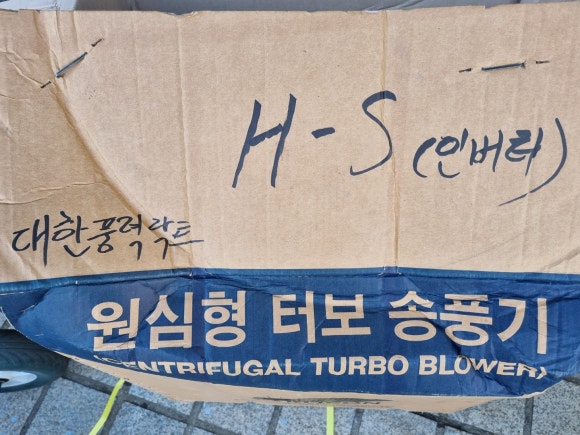 H-S (인버터)
대한풍력닥트
원심형 터보 송풍기
(CENTRIFUGAL TURBO BLOWER)